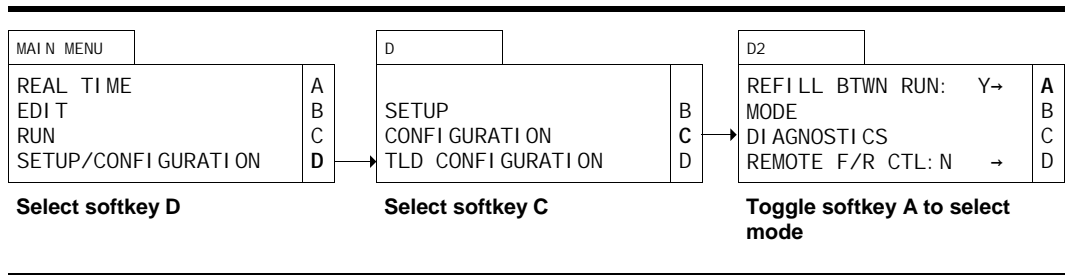 MAIN MENU
REAL TIME A
EDIT B
RUN C
SETUP/CONFIGURATION D
Select softkey D
D
SETUP B
CONFIGURATION C
TLD CONFIGURATION D
Select softkey C
D2
REFILL BTWN RUN: Y→ A
MODE B
DIAGNOSTICS C
REMOTE F/R CTL:N → D
Toggle softkey A to select
mode